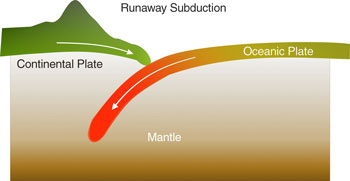 Runaway Subduction
Continental Plate
Oceanic Plate
Mantle